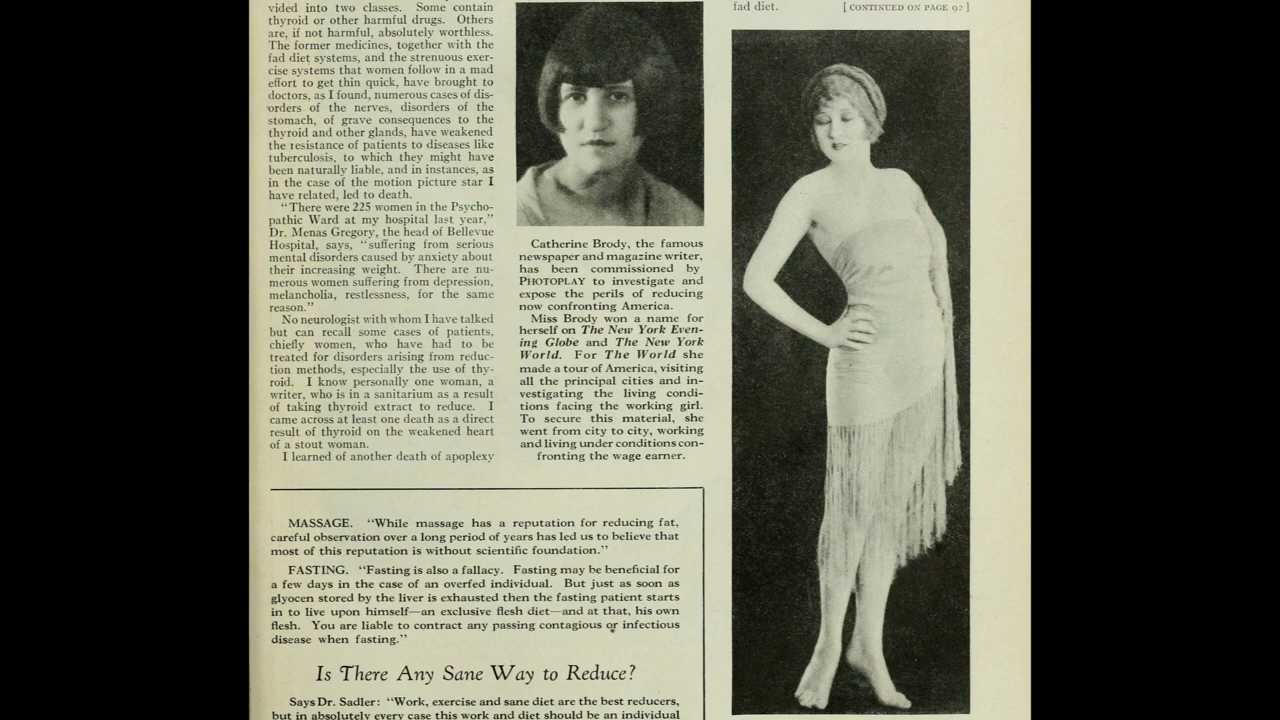 vided into two classes. Some contain
thyroid or other harmful drugs. Others
are, if not harmful, absolutely worthless.
The former medicines, together with the
fad diet systems, and the strenuous exer-
cise systems that women follow in a mad
effort to get thin quick, have brought to
doctors, as I found, numerous cases of dis-
orders of the nerves, disorders of the
stomach, of grave consequences to the
thyroid and other glands, have weakened
the resistance of patients to diseases like
tuberculosis, to which they might have
been naturally liable, and in instances, as
in the case of the motion picture star I
have related, led to death.
"There were 225 women in the Psycho-
pathic Ward at my hospital last year,"
Dr. Menas Gregory, the head of Bellevue
Hospital, says, "suffering from serious
mental disorders caused by anxiety about
their increasing weight. There are nu-
merous women suffering from depression,
melancholia, restlessness, for the same
reason."
No neurologist with whom I have talked
but can recall some cases of patients,
chiefly women, who have had to be
treated for disorders arising from reduc-
tion methods, especially the use of thy-
roid. I know personally one woman, a
writer, who is in a sanitarium as a result
of taking thyroid extract to reduce. I
came across at least one death as a direct
result of thyroid on the weakened heart
of a stout woman.
I learned of another death of apoplexy
Catherine Brody, the famous
newspaper and magazine writer,
has been commissioned by
PHOTOPLAY to investigate and
expose the perils of reducing
now confronting America.
Miss Brody won a name for
herself on The New York Even-
ing Globe and The New York
World. For The World she
made a tour of America, visiting
all the principal cities and in-
vestigating the living condi-
tions facing the working girl.
To secure this material, she
went from city to city, working
and living under conditions con-
fronting the wage earner.
fad diet. [CONTINUED ON PAGE 92]
MASSAGE. "While massage has a reputation for reducing fat,
careful observation over a long period of years has led us to believe that
most of this reputation is without scientific foundation."
FASTING. "Fasting is also a fallacy. Fasting may be beneficial for
a few days in the case of an overfed individual. But just as soon as
glyocen stored by the liver is exhausted then the fasting patient starts
in to live upon himself—an exclusive flesh diet—and at that, his own
flesh. You are liable to contract any passing contagious or infectious
disease when fasting."
Is There Any Sane Way to Reduce?
Says Dr. Sadler: "Work, exercise and sane diet are the best reducers,
but in absolutely every case this work and diet should be an individual